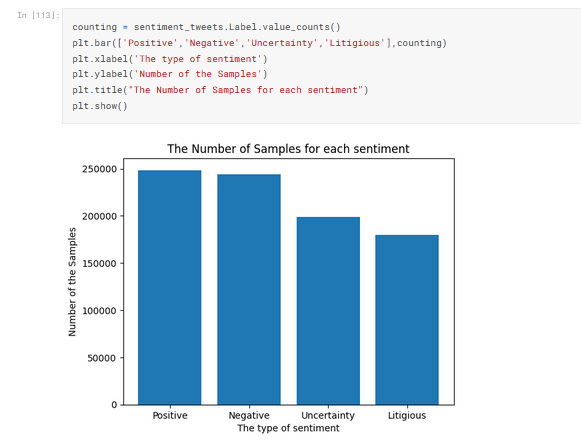 In [113]:
counting = sentiment_tweets.Label.value_counts()
plt.bar(['Positive','Negative','Uncertainty','Litigious'],counting)
plt.xlabel('The type of sentiment')
plt.ylabel('Number of the Samples')
plt.title("The Number of Samples for each sentiment")
plt.show()
The Number of Samples for each sentiment
Number of the Samples
250000
200000
150000
100000
50000
0
Positive Negative Uncertainty Litigious
The type of sentiment